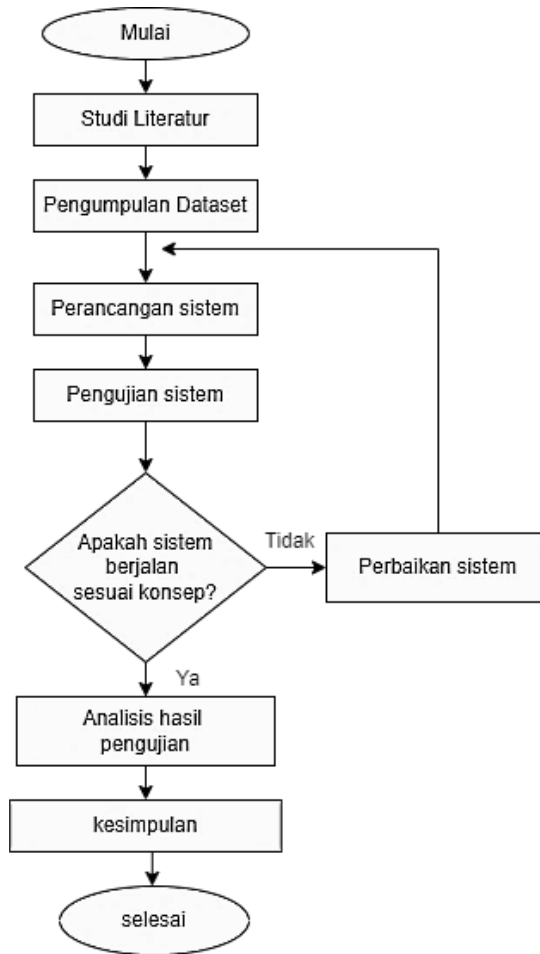 Mulai
Studi Literatur
Pengumpulan Dataset
Perancangan sistem
Pengujian sistem
Apakah sistem
berjalan
sesuai konsep?
Tidak
Perbaikan sistem
Ya
Analisis hasil
pengujian
kesimpulan
selesai